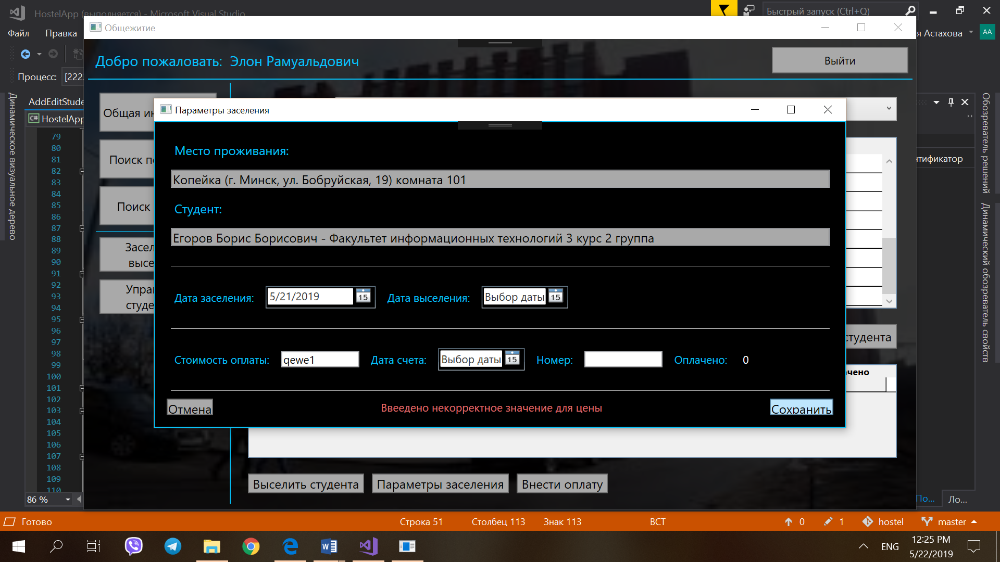 HostelApp (выполняется) - Microsoft Visual Studio
Быстрый запуск (Ctrl+Q)
Файл
Правка
я Астахова
AA
Общежитие
Добро пожаловать: Элон Рамуальдович
Выйти
Процесс:
[222
AddEditStude
C#
HostelApp
Общая ин
Поиск п
Поиск
Засел
высе
Упра
студе
Динамическое визуальное дерево
Обозреватель решений
Динамический обозреватель свойств
нтификатор
79
80
81
82
83
84
85
86
87
88
89
90
91
92
93
94
95
96
97
98
99
100
101
102
103
104
105
106
107
108
109
110
Параметры заселения
Место проживания:
Копейка (г. Минск, ул. Бобруйская, 19) комната 101
Студент:
Егоров Борис Борисович - Факультет информационных технологий 3 курс 2 группа
Дата заселения:
5/21/2019
15
Дата выселения:
Выбор даты
15
Стоимость оплаты:
qewe1
Дата счета:
Выбор даты
15
Номер:
Оплачено:
0
Отмена
Ввеедено некорректное значение для цены
Сохранить
студента
чено
Выселить студента
Параметры заселения
Внести оплату
86 %
По...
Ло...
Готово
Строка 51
Столбец 113
Знак 113
ВСТ
0
1
hostel
master
ENG
12:25 PM
5/22/2019